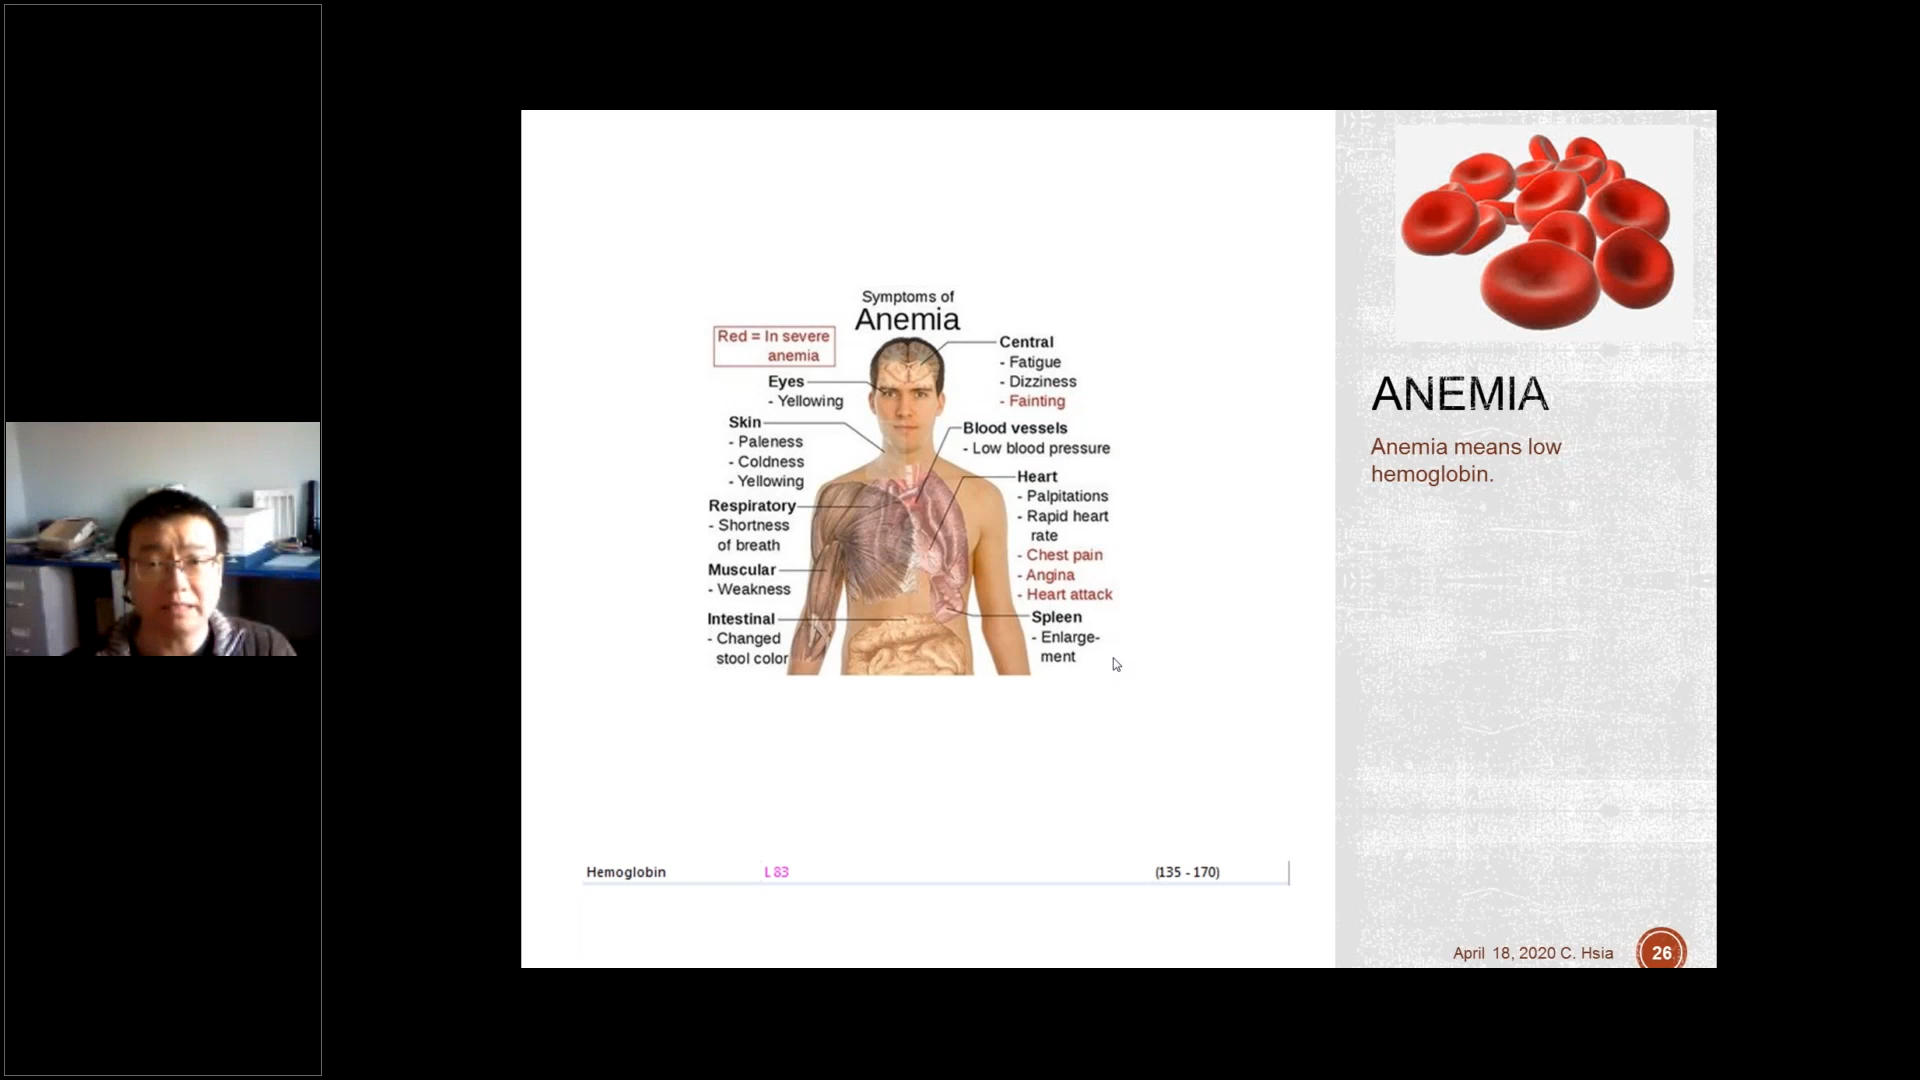 Symptoms of
Anemia
Red = In severe
anemia
Eyes
- Yellowing
Skin
- Paleness
- Coldness
- Yellowing
Respiratory
- Shortness
of breath
Muscular
- Weakness
Intestinal
- Changed
stool color
Central
- Fatigue
- Dizziness
- Fainting
Blood vessels
- Low blood pressure
Heart
- Palpitations
- Rapid heart
rate
- Chest pain
- Angina
- Heart attack
Spleen
- Enlarge-
ment
Hemoglobin L 83 (135 - 170)
ANEMIA
Anemia means low
hemoglobin.
April 18, 2020 C. Hsia 26